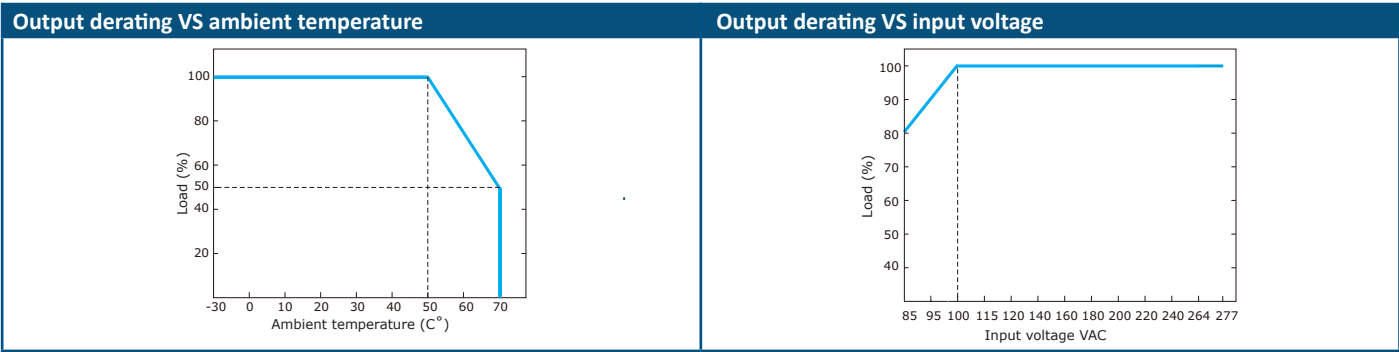 Output derating VS ambient temperature
Output derating VS input voltage
100
80
60
50
40
20
Load (%)
-30 0 10 20 30 40 50 60 70
Ambient temperature (C°)
100
90
80
70
60
50
40
Load (%)
85 95 100 115 120 140 160 180 200 220 240 264 277
Input voltage VAC